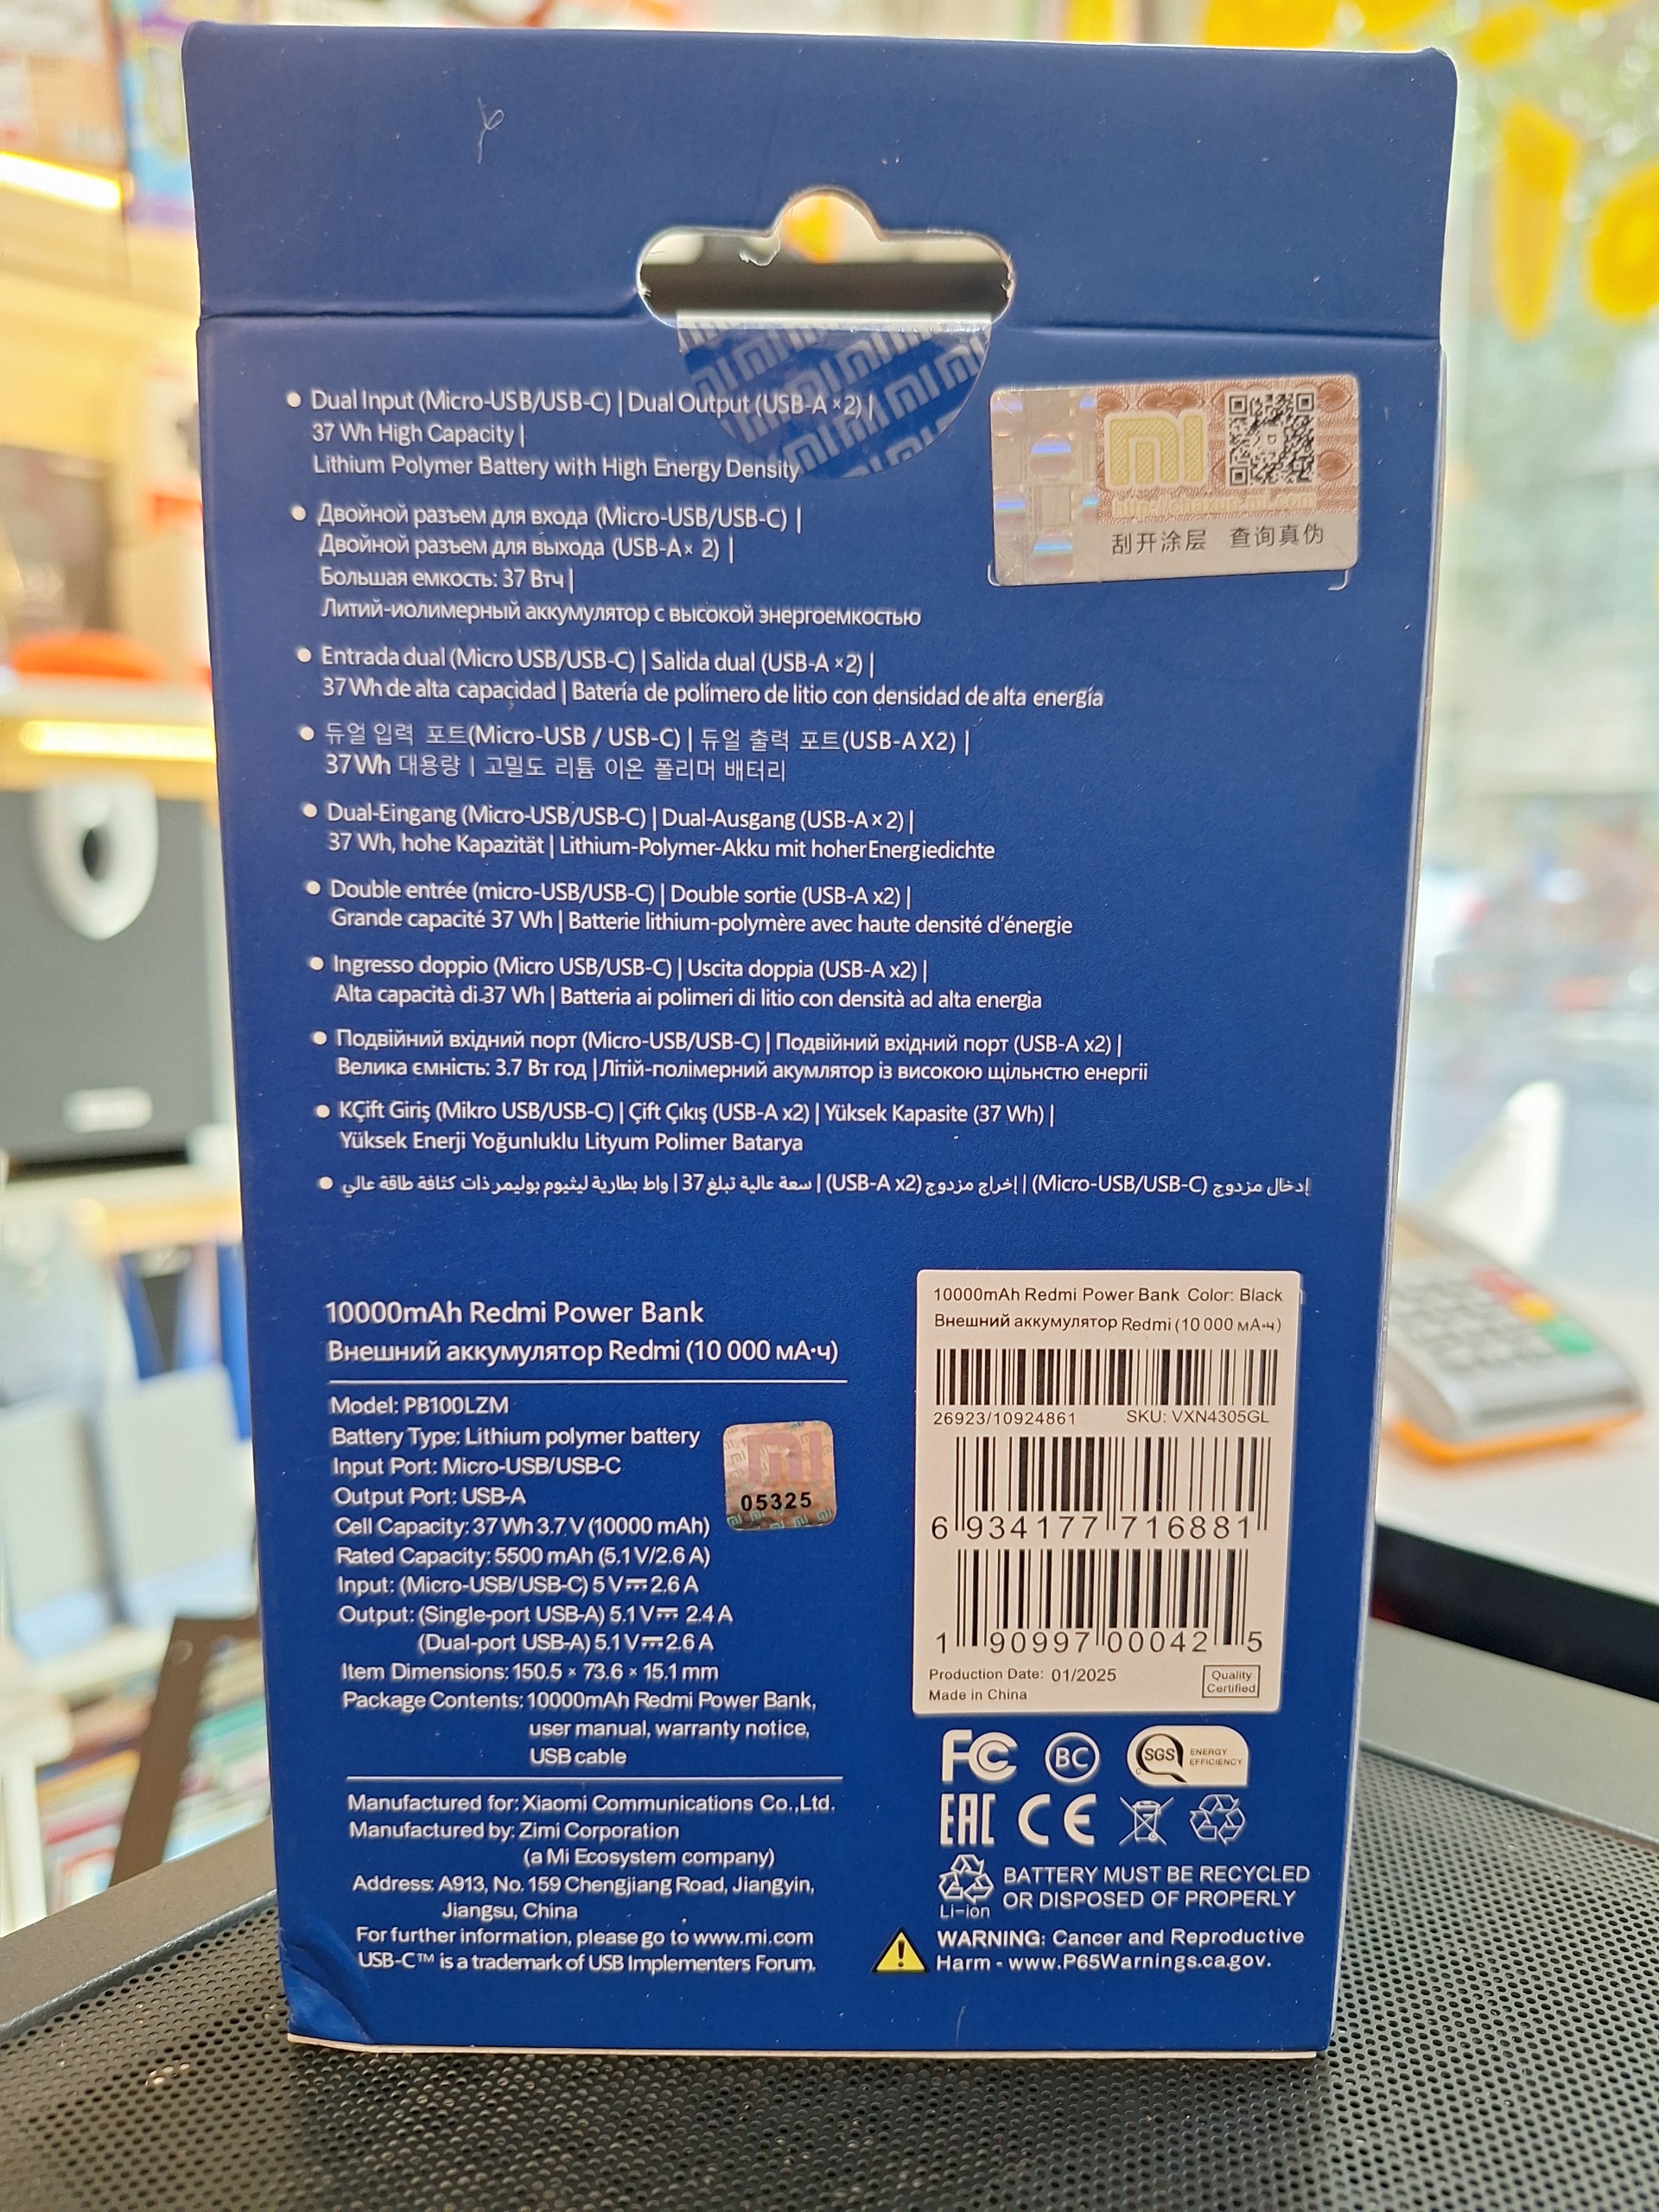 Dual Input (Micro-USB/USB-C) | Dual Output (USB-A ×2) |
37 Wh High Capacity |
Lithium Polymer Battery with High Energy Density
Двойной разъем для входа (Micro-USB/USB-C) |
Двойной разъем для выхода (USB-A× 2) |
Большая емкость: 37 Втч |
Литий-иолимерный аккумулятор с высокой энергоемкостью
Entrada dual (Micro USB/USB-C) | Salida dual (USB-A ×2) |
37 Wh de alta capacidad | Batería de polímero de litio con densidad de alta energía
듀얼 입력 포트(Micro-USB / USB-C) | 듀얼 출력 포트(USB-A X2) |
37 Wh 대용량 | 고밀도 리튬 이온 폴리머 배터리
Dual-Eingang (Micro-USB/USB-C) | Dual-Ausgang (USB-A × 2) |
37 Wh, hohe Kapazität | Lithium-Polymer-Akku mit hoher Energiedichte
Double entrée (micro-USB/USB-C) | Double sortie (USB-A x2) |
Grande capacité 37 Wh | Batterie lithium-polymère avec haute densité d'énergie
Ingresso doppio (Micro USB/USB-C) | Uscita doppia (USB-A x2) |
Alta capacità di 37 Wh | Batteria ai polimeri di litio con densità ad alta energia
Подвійний вхідний порт (Micro-USB/USB-C) | Подвійний вхідний порт (USB-A x2) |
Велика ємність: 3.7 Вт год | Літій-полімерний акумлятор із високою щільнстю енергії
KÇift Giriş (Mikro USB/USB-C) | Çift Çıkış (USB-A x2) | Yüksek Kapasite (37 Wh) |
Yüksek Enerji Yoğunluklu Lityum Polimer Batarya
إدخال مزدوج (Micro-USB/USB-C) | إخراج مزدوج (USB-A x2) | سعة عالية تبلغ 37 | واط بطارية ليثيوم بوليمر ذات كثافة طاقة عالي
刮开涂层 查询真伪
10000mAh Redmi Power Bank
Внешний аккумулятор Redmi (10 000 мА·ч)
Model: PB100LZM
Battery Type: Lithium polymer battery
Input Port: Micro-USB/USB-C
Output Port: USB-A
Cell Capacity: 37 Wh 3.7 V (10000 mAh)
Rated Capacity: 5500 mAh (5.1 V/2.6 A)
Input: (Micro-USB/USB-C) 5 V⎓2.6 A
Output: (Single-port USB-A) 5.1 V⎓ 2.4 A
(Dual-port USB-A) 5.1 V⎓2.6 A
Item Dimensions: 150.5 × 73.6 × 15.1 mm
Package Contents: 10000mAh Redmi Power Bank,
user manual, warranty notice,
USB cable
05325
Manufactured for: Xiaomi Communications Co.,Ltd.
Manufactured by: Zimi Corporation
(a Mi Ecosystem company)
Address: A913, No. 159 Chengjiang Road, Jiangyin,
Jiangsu, China
For further information, please go to www.mi.com
USB-C™ is a trademark of USB Implementers Forum.
10000mAh Redmi Power Bank Color: Black
Внешний аккумулятор Redmi (10 000 мА·ч)
26923/10924861 SKU: VXN4305GL
6 934177 716881
1 90997 00042 5
Production Date: 01/2025
Made in China
Quality
Certified
FC BC SGS ENERGY
EFFICIENCY
EAC CE
Li-ion
BATTERY MUST BE RECYCLED
OR DISPOSED OF PROPERLY
WARNING: Cancer and Reproductive
Harm - www.P65Warnings.ca.gov.